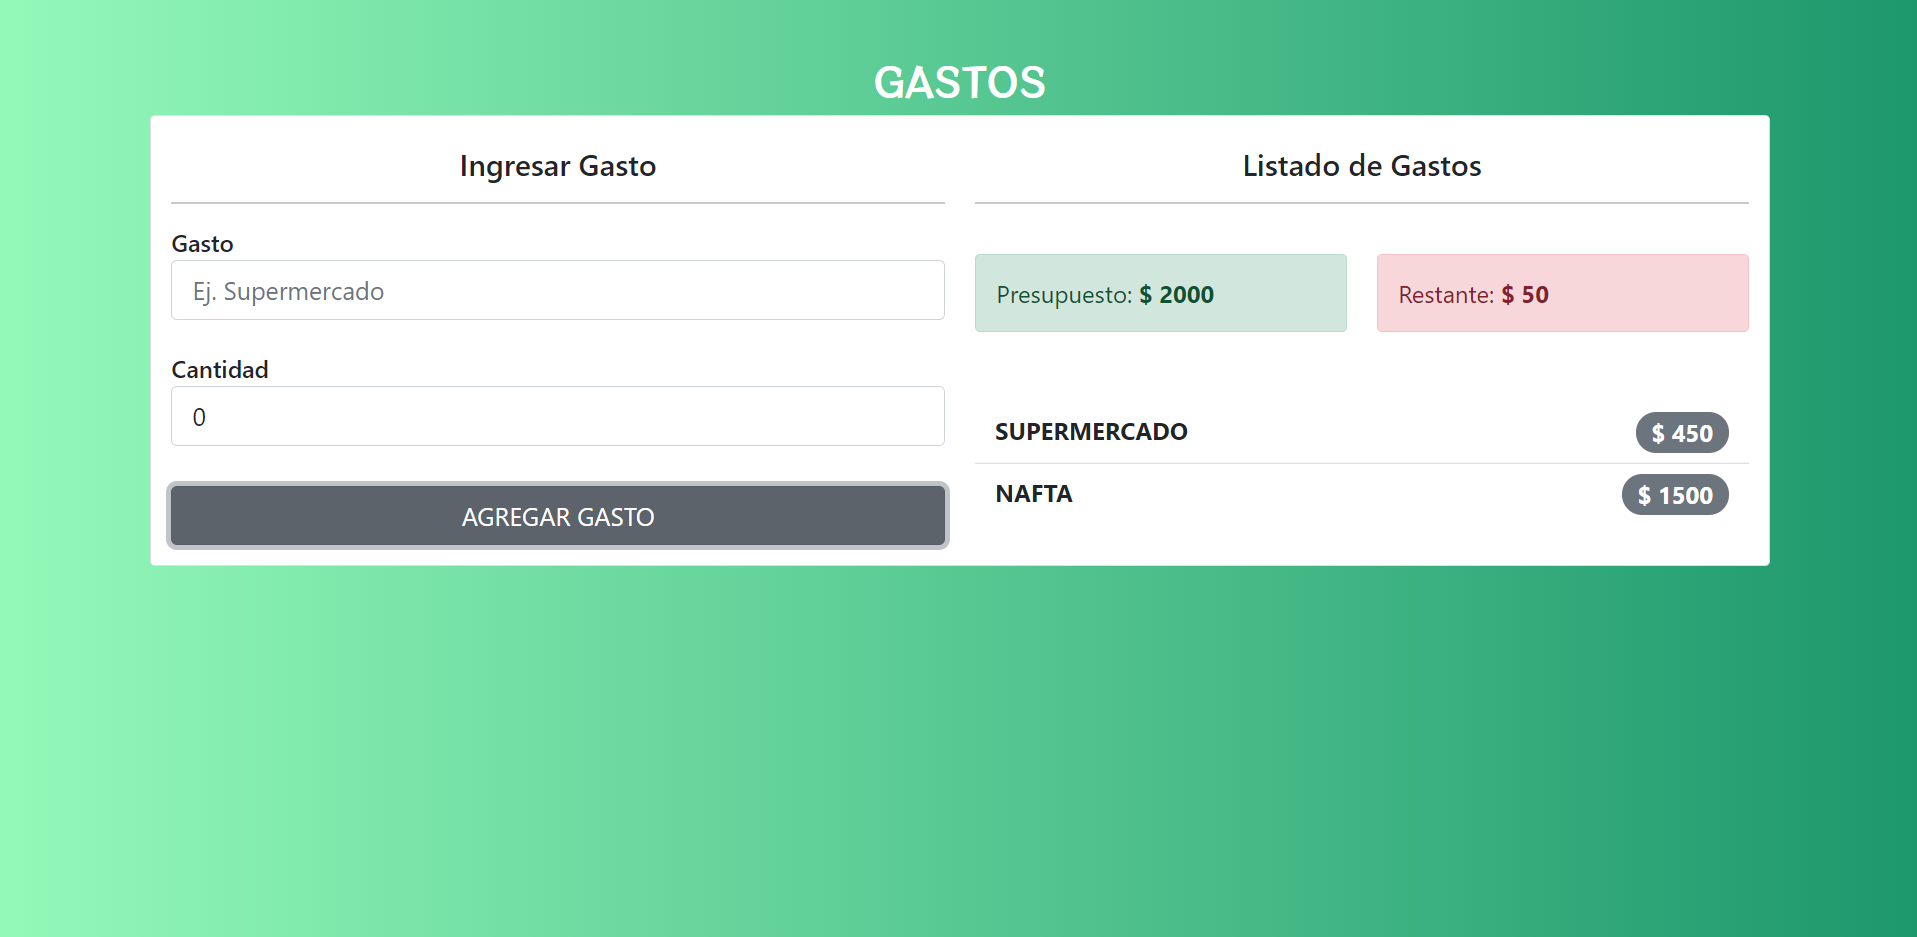 GASTOS
Ingresar Gasto
Gasto
Ej. Supermercado
Cantidad
0
AGREGAR GASTO
Listado de Gastos
Presupuesto: $ 2000
Restante: $ 50
SUPERMERCADO $ 450
NAFTA $ 1500